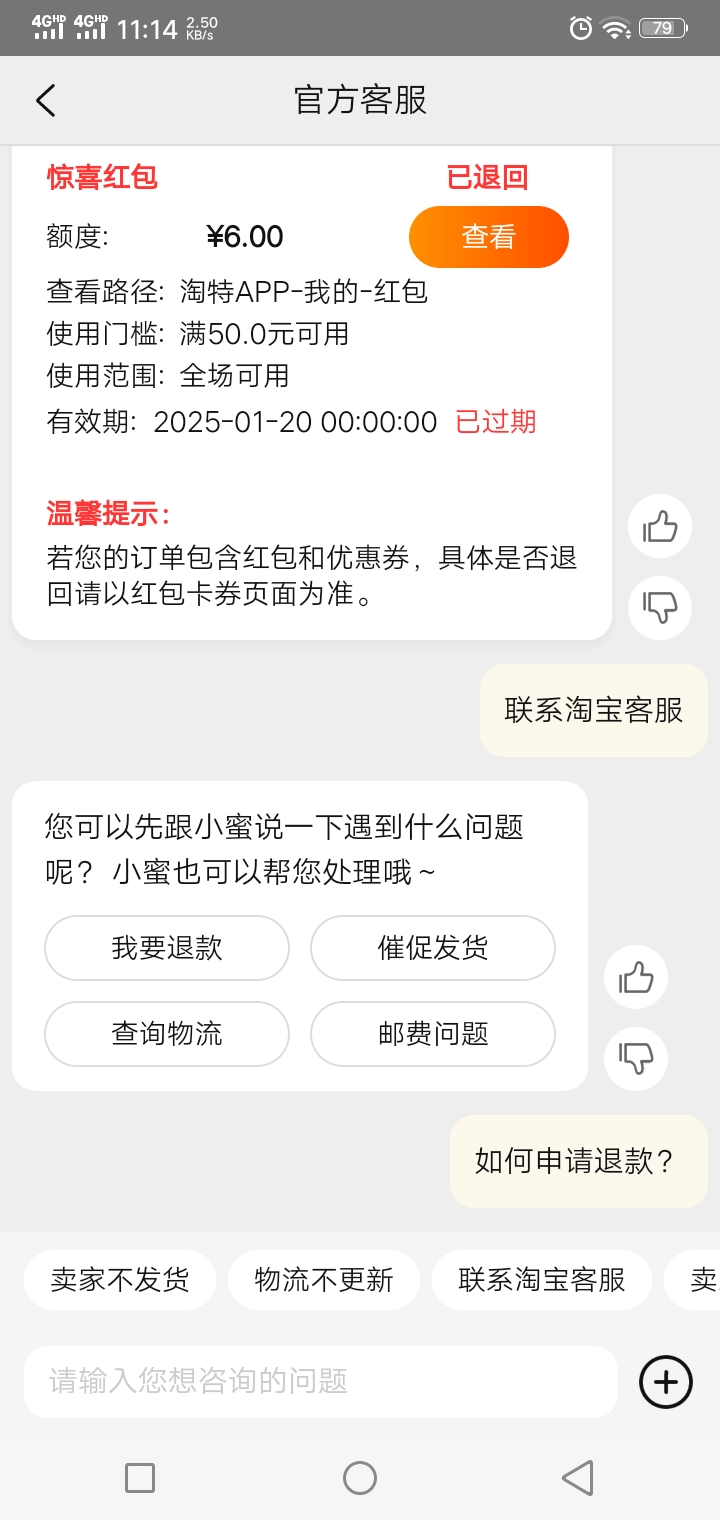 4GHD 4GHD 11:14 2.50 KB/s 79
官方客服
惊喜红包 已退回
额度: ¥6.00 查看
查看路径: 淘特APP-我的-红包
使用门槛: 满50.0元可用
使用范围: 全场可用
有效期: 2025-01-20 00:00:00 已过期
温馨提示:
若您的订单包含红包和优惠券，具体是否退
回请以红包卡券页面为准。
联系淘宝客服
您可以先跟小蜜说一下遇到什么问题
呢？ 小蜜也可以帮您处理哦~
我要退款 催促发货
查询物流 邮费问题
如何申请退款?
卖家不发货 物流不更新 联系淘宝客服 卖
请输入您想咨询的问题